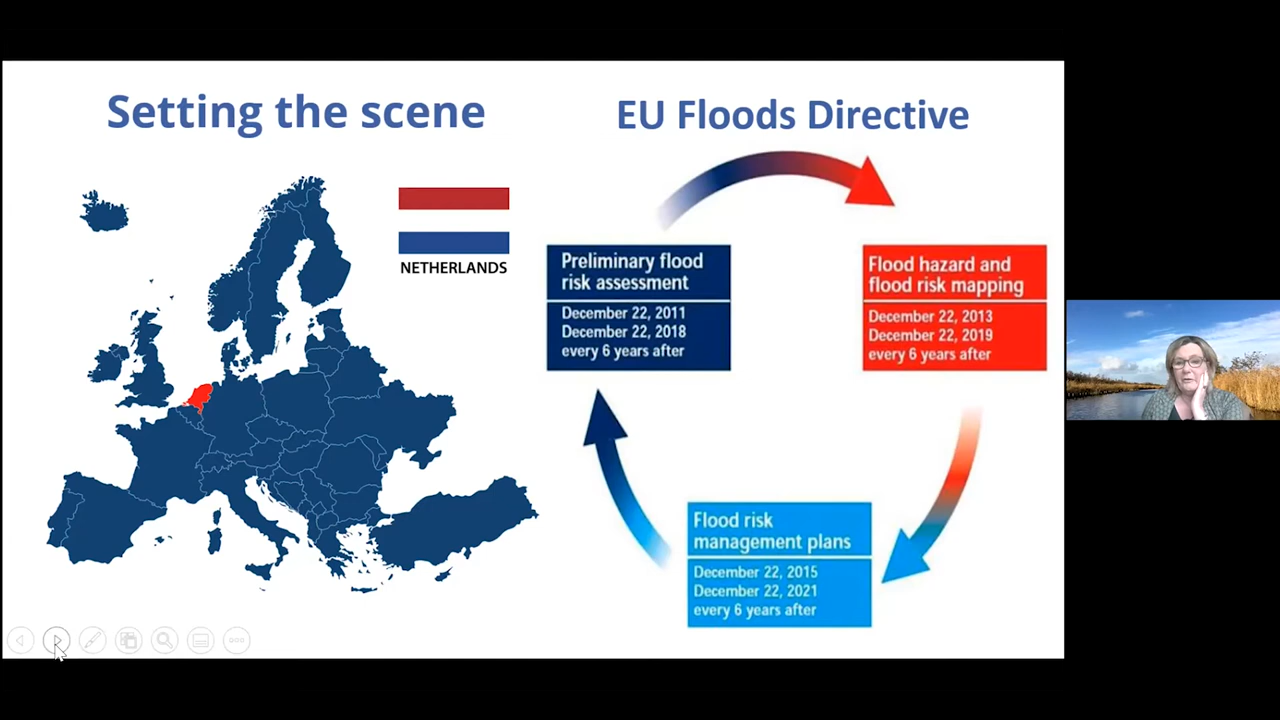 Setting the scene
NETHERLANDS
EU Floods Directive
Preliminary flood
risk assessment
December 22, 2011
December 22, 2018
every 6 years after
Flood hazard and
flood risk mapping
December 22, 2013
December 22, 2019
every 6 years after
Flood risk
management plans
December 22, 2015
December 22, 2021
every 6 years after